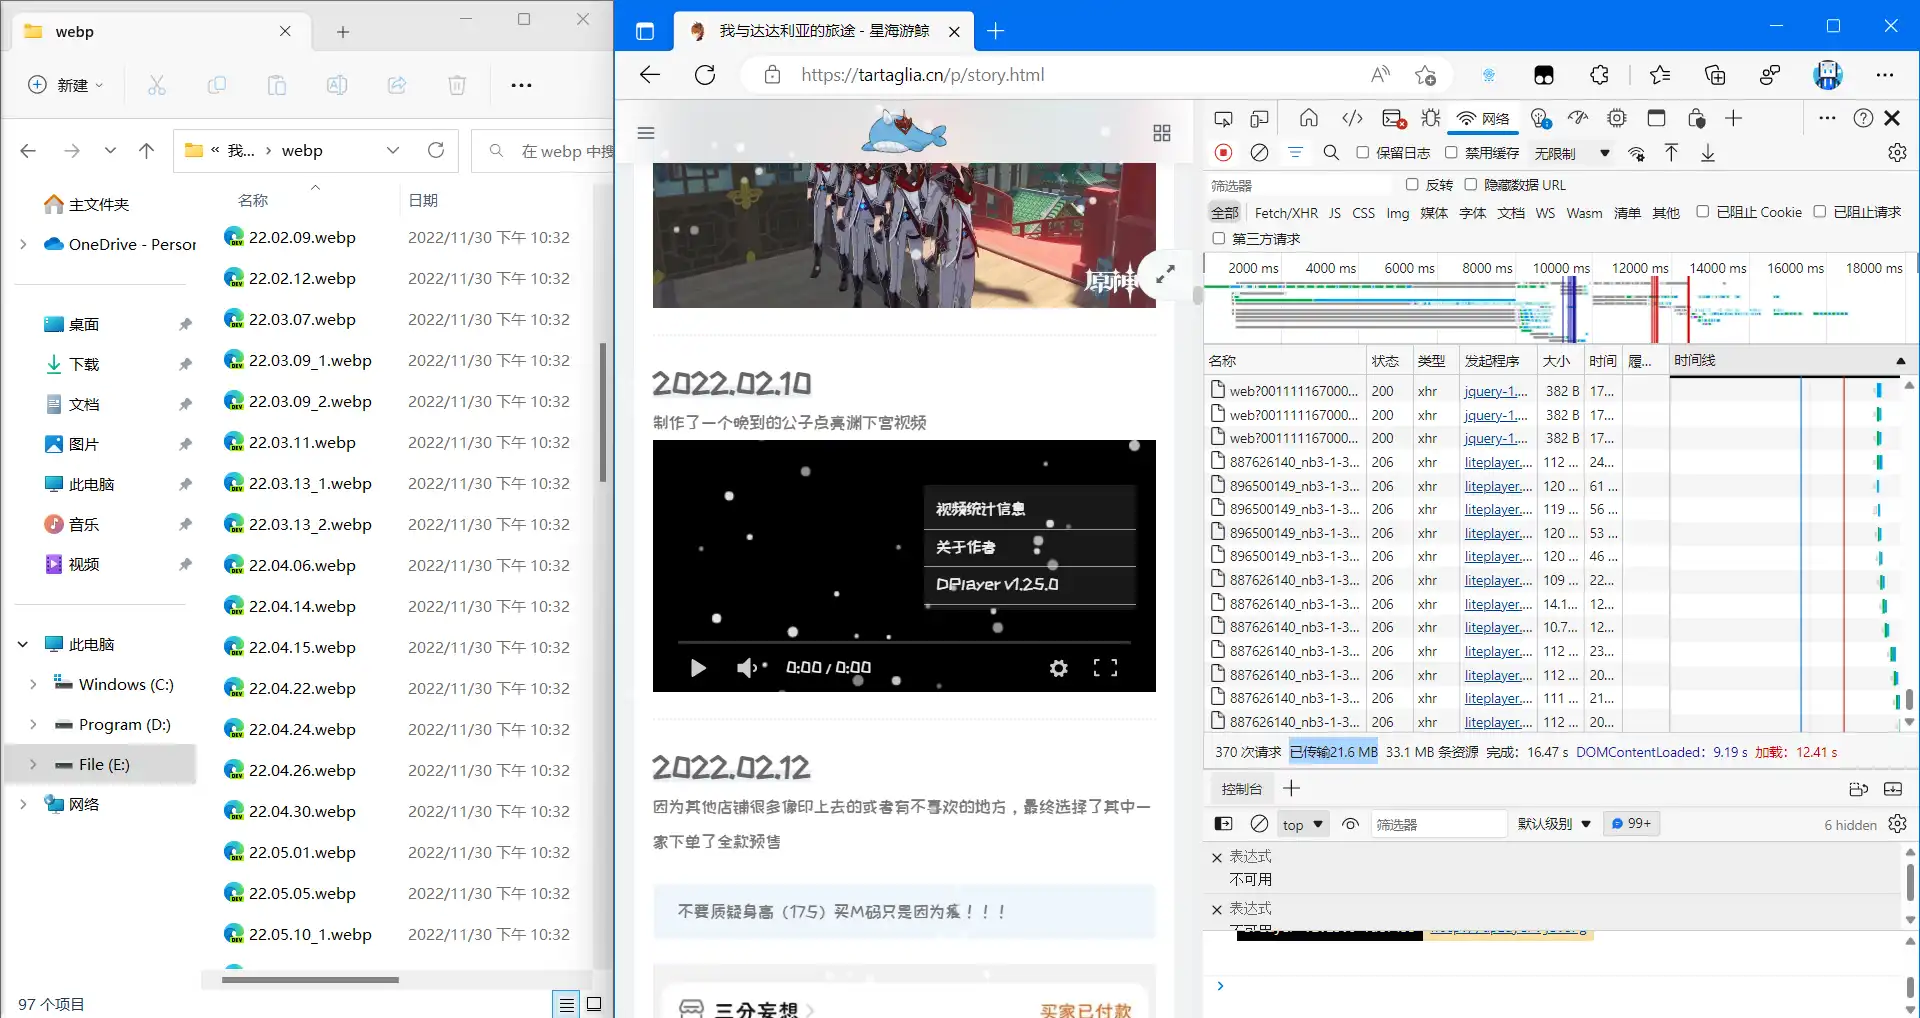 webp
新建
« 我... › webp
在 webp 中搜
主文件夹
OneDrive - Persor
桌面
下载
文档
图片
此电脑
音乐
视频
此电脑
Windows (C:)
Program (D:)
File (E:)
网络
名称 日期
22.02.09.webp 2022/11/30 下午 10:32
22.02.12.webp 2022/11/30 下午 10:32
22.03.07.webp 2022/11/30 下午 10:32
22.03.09_1.webp 2022/11/30 下午 10:32
22.03.09_2.webp 2022/11/30 下午 10:32
22.03.11.webp 2022/11/30 下午 10:32
22.03.13_1.webp 2022/11/30 下午 10:32
22.03.13_2.webp 2022/11/30 下午 10:32
22.04.06.webp 2022/11/30 下午 10:32
22.04.14.webp 2022/11/30 下午 10:32
22.04.15.webp 2022/11/30 下午 10:32
22.04.22.webp 2022/11/30 下午 10:32
22.04.24.webp 2022/11/30 下午 10:32
22.04.26.webp 2022/11/30 下午 10:32
22.04.30.webp 2022/11/30 下午 10:32
22.05.01.webp 2022/11/30 下午 10:32
22.05.05.webp 2022/11/30 下午 10:32
22.05.10_1.webp 2022/11/30 下午 10:32
97 个项目
我与达达利亚的旅途 - 星海游鲸
https://tartaglia.cn/p/story.html
原神
2022.02.10
制作了一个晚到的公子点亮渊下宫视频
视频统计信息
关于作者
DPlayer v1.25.0
0:00 / 0:00
2022.02.12
因为其他店铺很多像印上去的或者有不喜欢的地方，最终选择了其中一
家下单了全款预售
不要质疑身高（175）买M码只是因为瘦！！！
三分妄想
买家已付款
网络
保留日志 禁用缓存 无限制
筛选器 反转 隐藏数据 URL
全部 Fetch/XHR JS CSS Img 媒体 字体 文档 WS Wasm 清单 其他 已阻止 Cookie 已阻止请求
第三方请求
2000 ms 4000 ms 6000 ms 8000 ms 10000 ms 12000 ms 14000 ms 16000 ms 18000 ms
名称 状态 类型 发起程序 大小 时间 履... 时间线
web?001111167000... 200 xhr jquery-1.... 382 B 17...
web?001111167000... 200 xhr jquery-1.... 382 B 17...
web?001111167000... 200 xhr jquery-1.... 382 B 17...
887626140_nb3-1-3... 206 xhr liteplayer.... 112 ... 24...
896500149_nb3-1-3... 206 xhr liteplayer.... 120 ... 61 ...
896500149_nb3-1-3... 206 xhr liteplayer.... 119 ... 56 ...
896500149_nb3-1-3... 206 xhr liteplayer.... 120 ... 53 ...
896500149_nb3-1-3... 206 xhr liteplayer.... 120 ... 46 ...
887626140_nb3-1-3... 206 xhr liteplayer.... 109 ... 22...
887626140_nb3-1-3... 206 xhr liteplayer.... 14.1... 12...
887626140_nb3-1-3... 206 xhr liteplayer.... 10.7... 12...
887626140_nb3-1-3... 206 xhr liteplayer.... 112 ... 23...
887626140_nb3-1-3... 206 xhr liteplayer.... 112 ... 20...
887626140_nb3-1-3... 206 xhr liteplayer.... 111 ... 21...
887626140_nb3-1-3... 206 xhr liteplayer.... 112 ... 20...
370 次请求 已传输21.6 MB 33.1 MB 条资源 完成：16.47 s DOMContentLoaded：9.19 s 加载：12.41 s
控制台
top 筛选器 默认级别 99+ 6 hidden
表达式
不可用
表达式
不可用